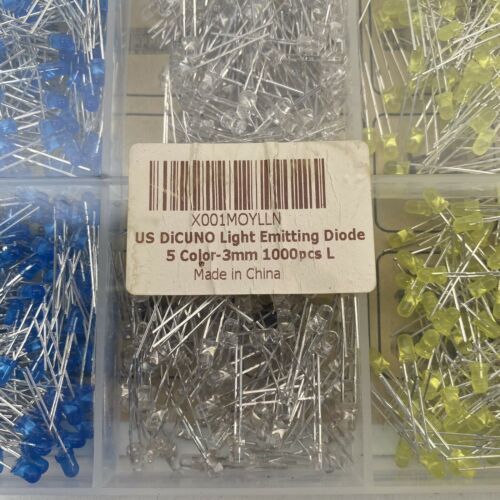 X001MOYLLN
US DiCUNO Light Emitting Diode
5 Color-3mm 1000pcs L
Made in China